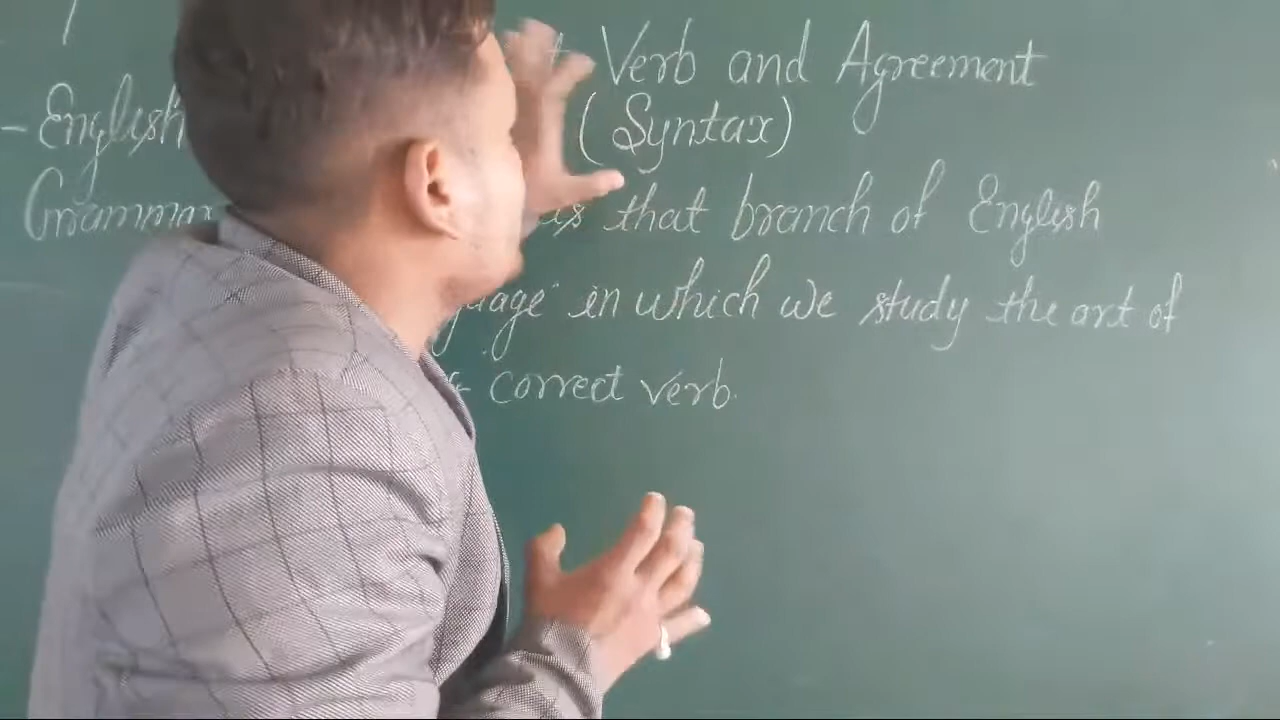 Verb and Agreement
- English (Syntax)
Grammar is that branch of English
in which we study the art of
correct verb.